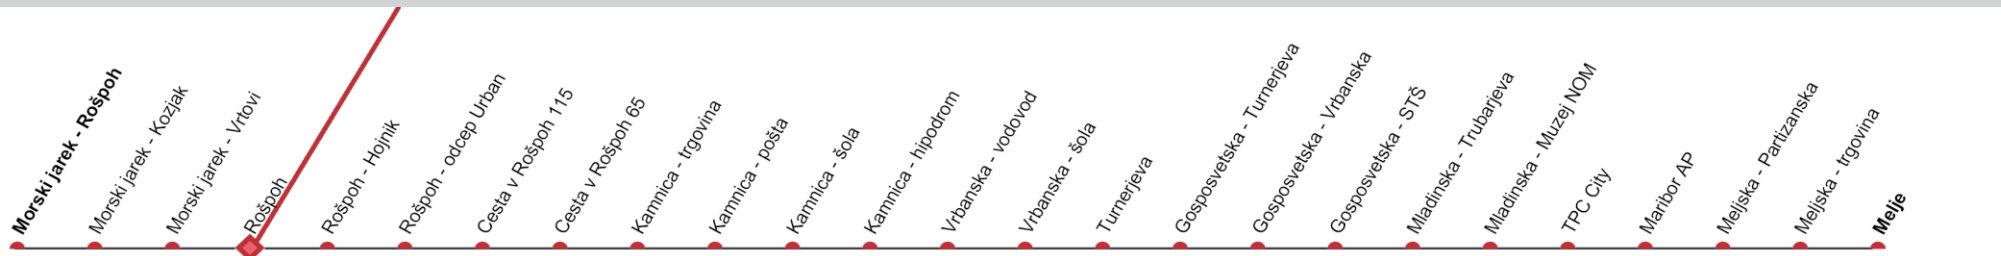 Morski jarek - Rošpoh
Morski jarek - Kozjak
Morski jarek - Vrtovi
Rošpoh
Rošpoh - Hojnik
Rošpoh - odcep Urban
Cesta v Rošpoh 115
Cesta v Rošpoh 65
Kamnica - trgovina
Kamnica - pošta
Kamnica - šola
Kamnica - hipodrom
Vrbanska - vodovod
Vrbanska - šola
Turnerjeva
Gosposvetska - Turnerjeva
Gosposvetska - Vrbanska
Gosposvetska - STŠ
Mladinska - Trubarjeva
Mladinska - Muzej NOM
TPC City
Maribor AP
Meljska - Partizanska
Meljska - trgovina
Melje